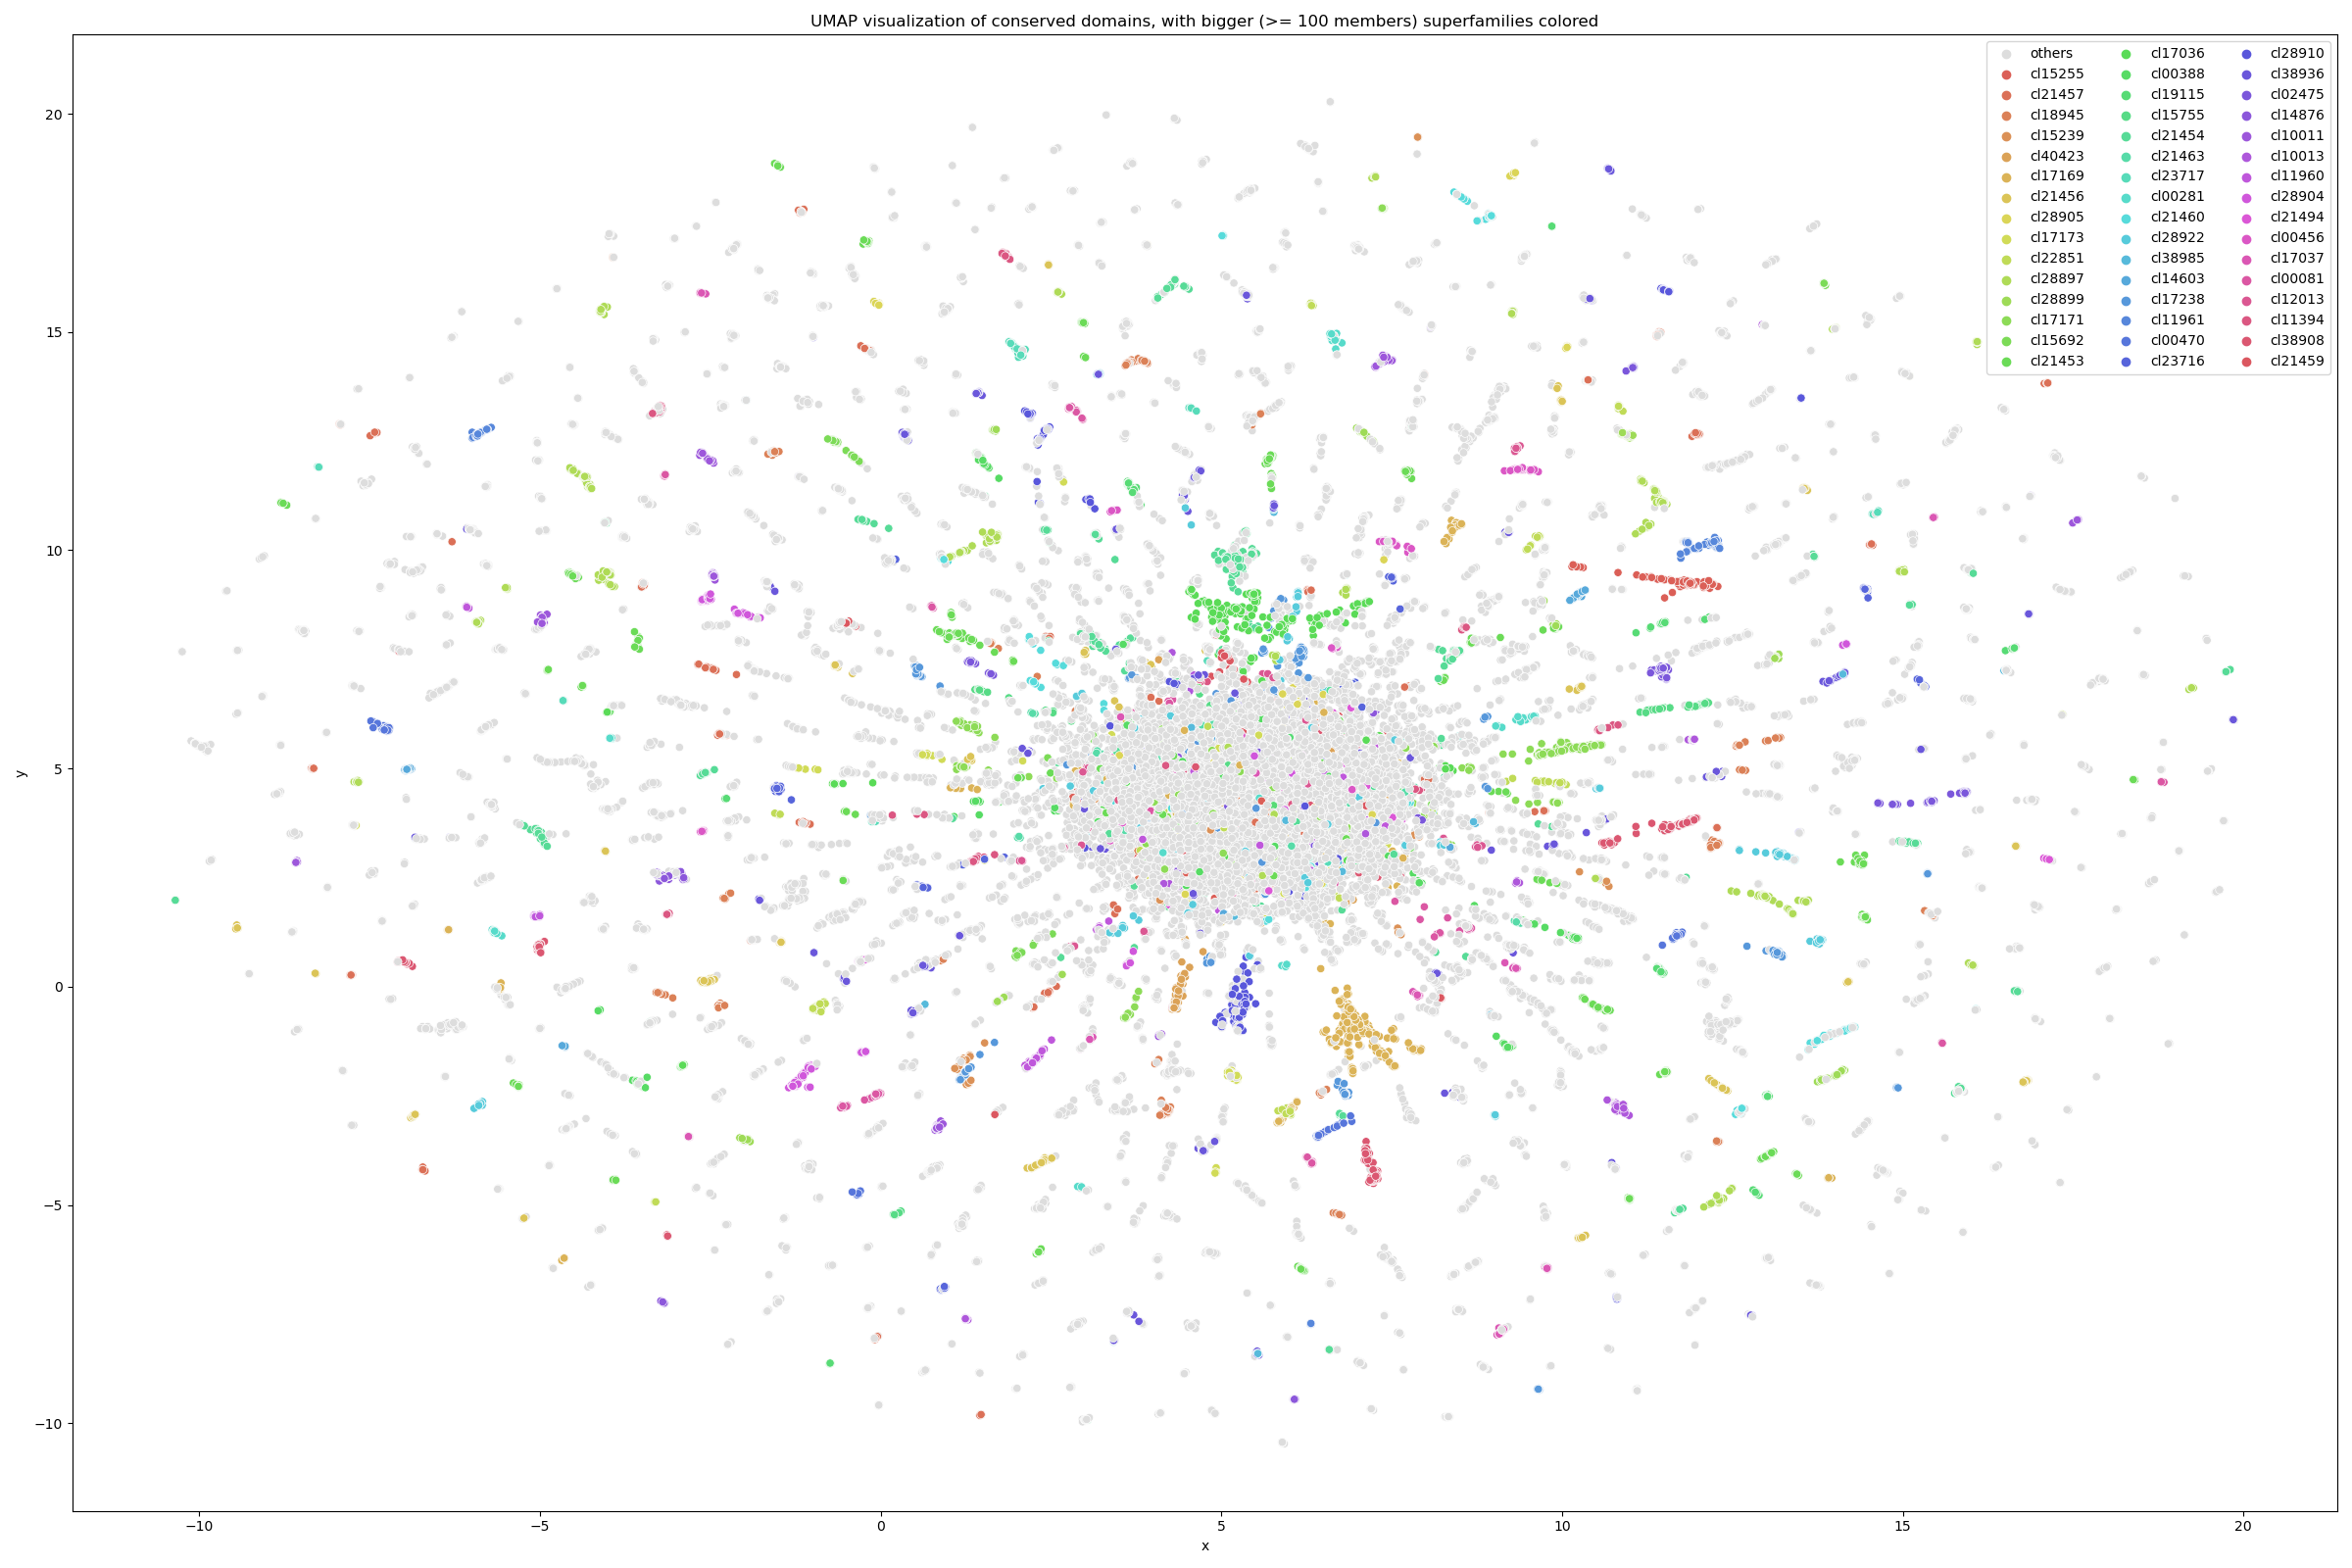 UMAP visualization of conserved domains, with bigger (>= 100 members) superfamilies colored
others
cl15255
cl21457
cl18945
cl15239
cl40423
cl17169
cl21456
cl28905
cl17173
cl22851
cl28897
cl28899
cl17171
cl15692
cl21453
cl17036
cl00388
cl19115
cl15755
cl21454
cl21463
cl23717
cl00281
cl21460
cl28922
cl38985
cl14603
cl17238
cl11961
cl00470
cl23716
cl28910
cl38936
cl02475
cl14876
cl10011
cl10013
cl11960
cl28904
cl21494
cl00456
cl17037
cl00081
cl12013
cl11394
cl38908
cl21459
20
15
10
5
0
−5
−10
y
−10 −5 0 5 10 15 20
x